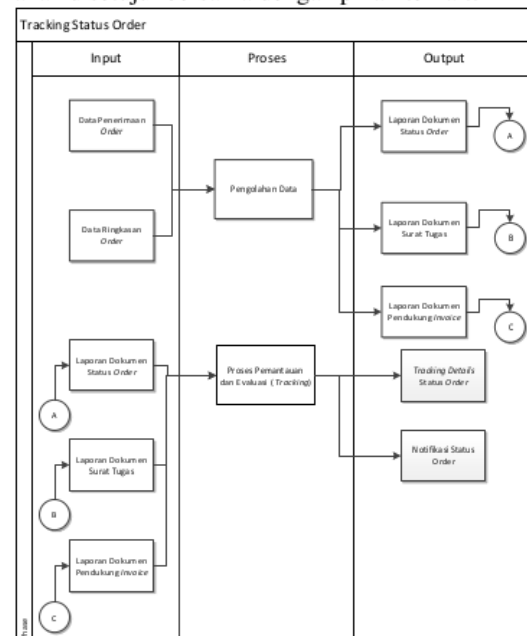 Tracking Status Order
Input
Proses
Output
Data Penerimaan
Order
Data Ringkasan
Order
Pengolahan Data
Laporan Dokumen
Status Order
A
Laporan Dokumen
Surat Tugas
B
Laporan Dokumen
Pendukung Invoice
C
Laporan Dokumen
Status Order
A
Laporan Dokumen
Surat Tugas
B
Laporan Dokumen
Pendukung Invoice
C
Proses Pemantauan
dan Evaluasi (Tracking)
Tracking Details
Status Order
Notifikasi Status
Order